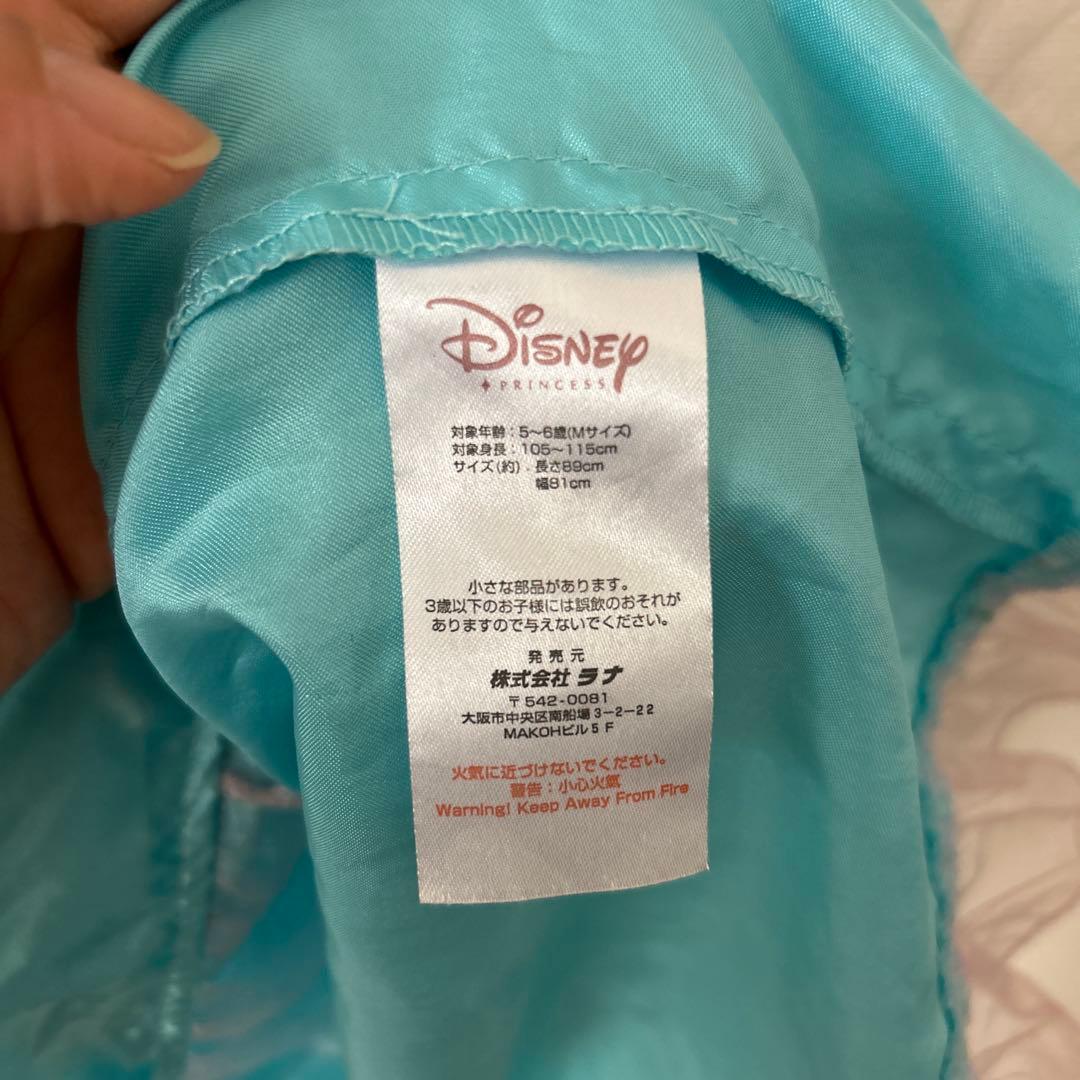 Disney
PRINCESS
対象年齢：5〜6歳(Mサイズ)
対象身長：105〜115cm
サイズ(約)．長さ89cm
幅81cm
小さな部品があります。
3歳以下のお子様には誤飲のおそれが
ありますので与えないでください。
発売元
株式会社 ラナ
〒542-0081
大阪市中央区南船場3-2-22
MAKOHビル5F
火気に近づけないでください。
警告：小心火氣
Warning! Keep Away From Fire